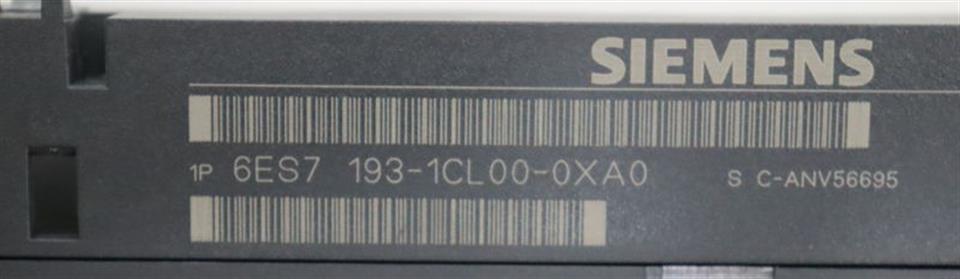 SIEMENS
1P 6ES7 193-1CL00-0XA0 S C-ANV56695